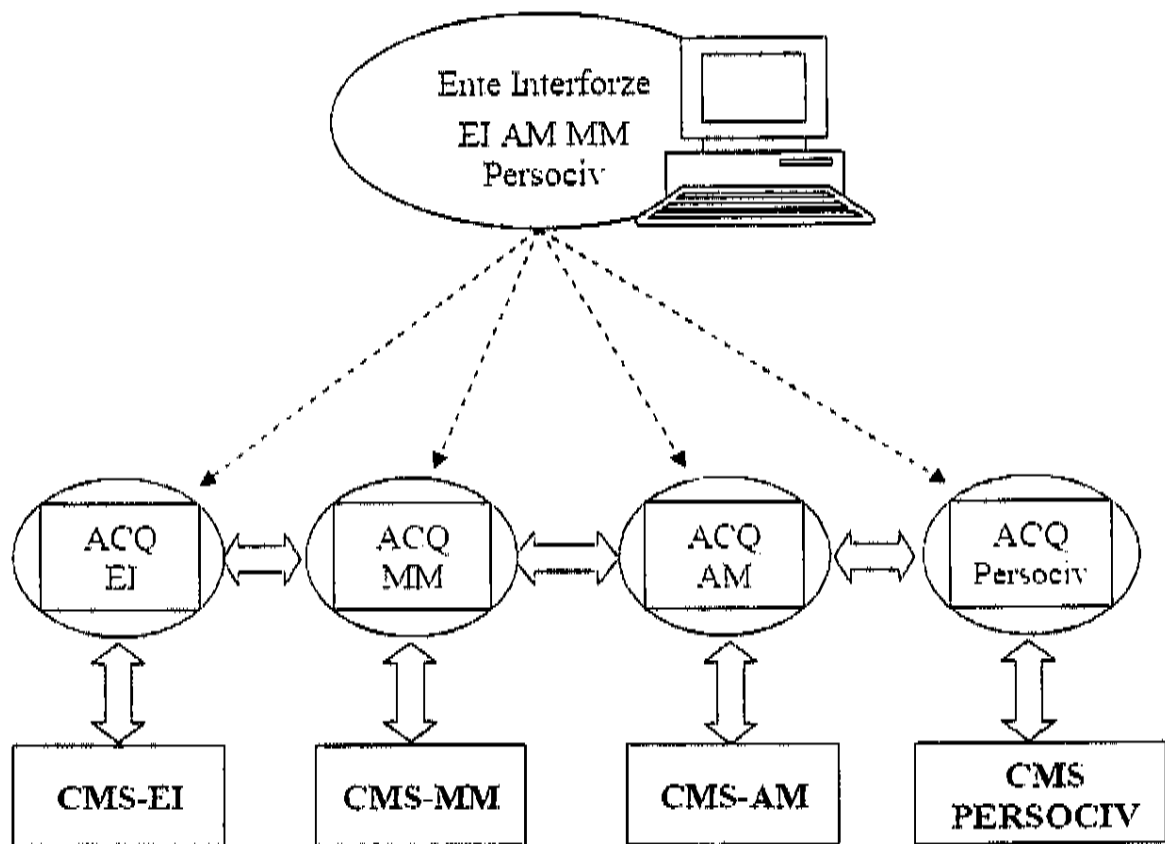 Ente Interforze
EI AM MM
Persociv
ACQ
EI
ACQ
MM
ACQ
AM
ACQ
Persociv
CMS-EI
CMS-MM
CMS-AM
CMS
PERSOCIV